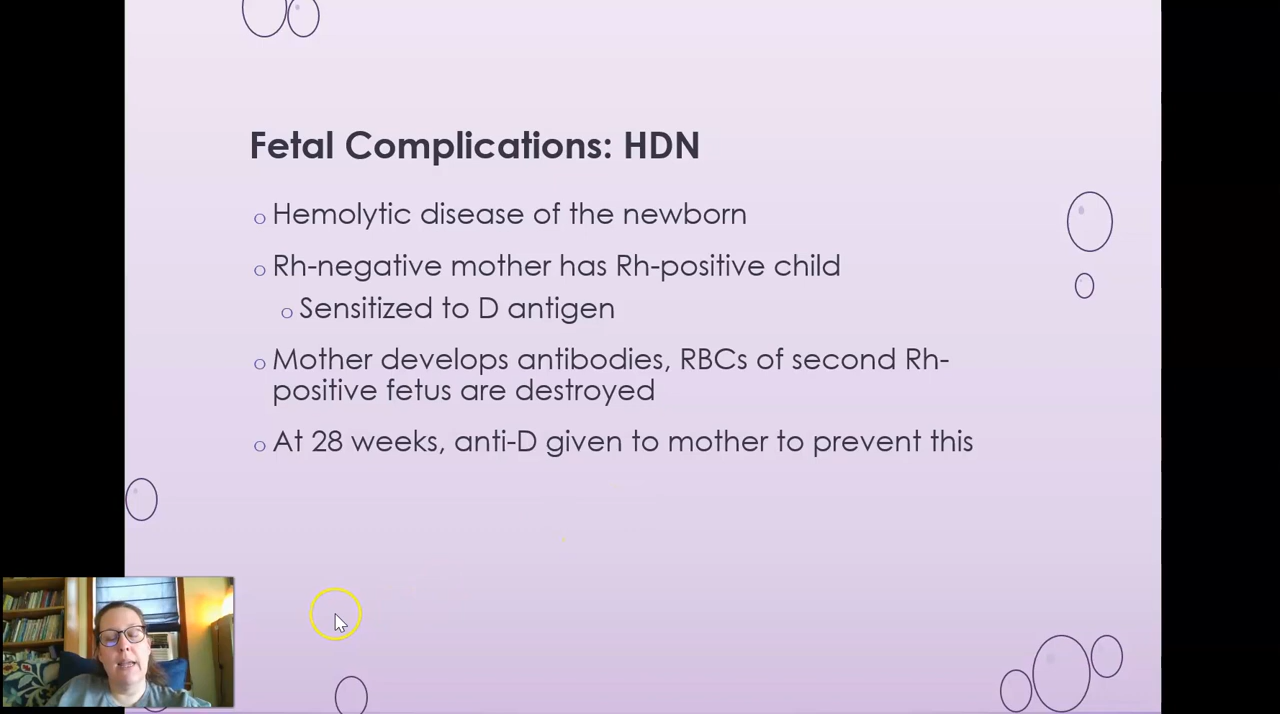 Fetal Complications: HDN
o Hemolytic disease of the newborn
o Rh-negative mother has Rh-positive child
o Sensitized to D antigen
o Mother develops antibodies, RBCs of second Rh-
positive fetus are destroyed
o At 28 weeks, anti-D given to mother to prevent this